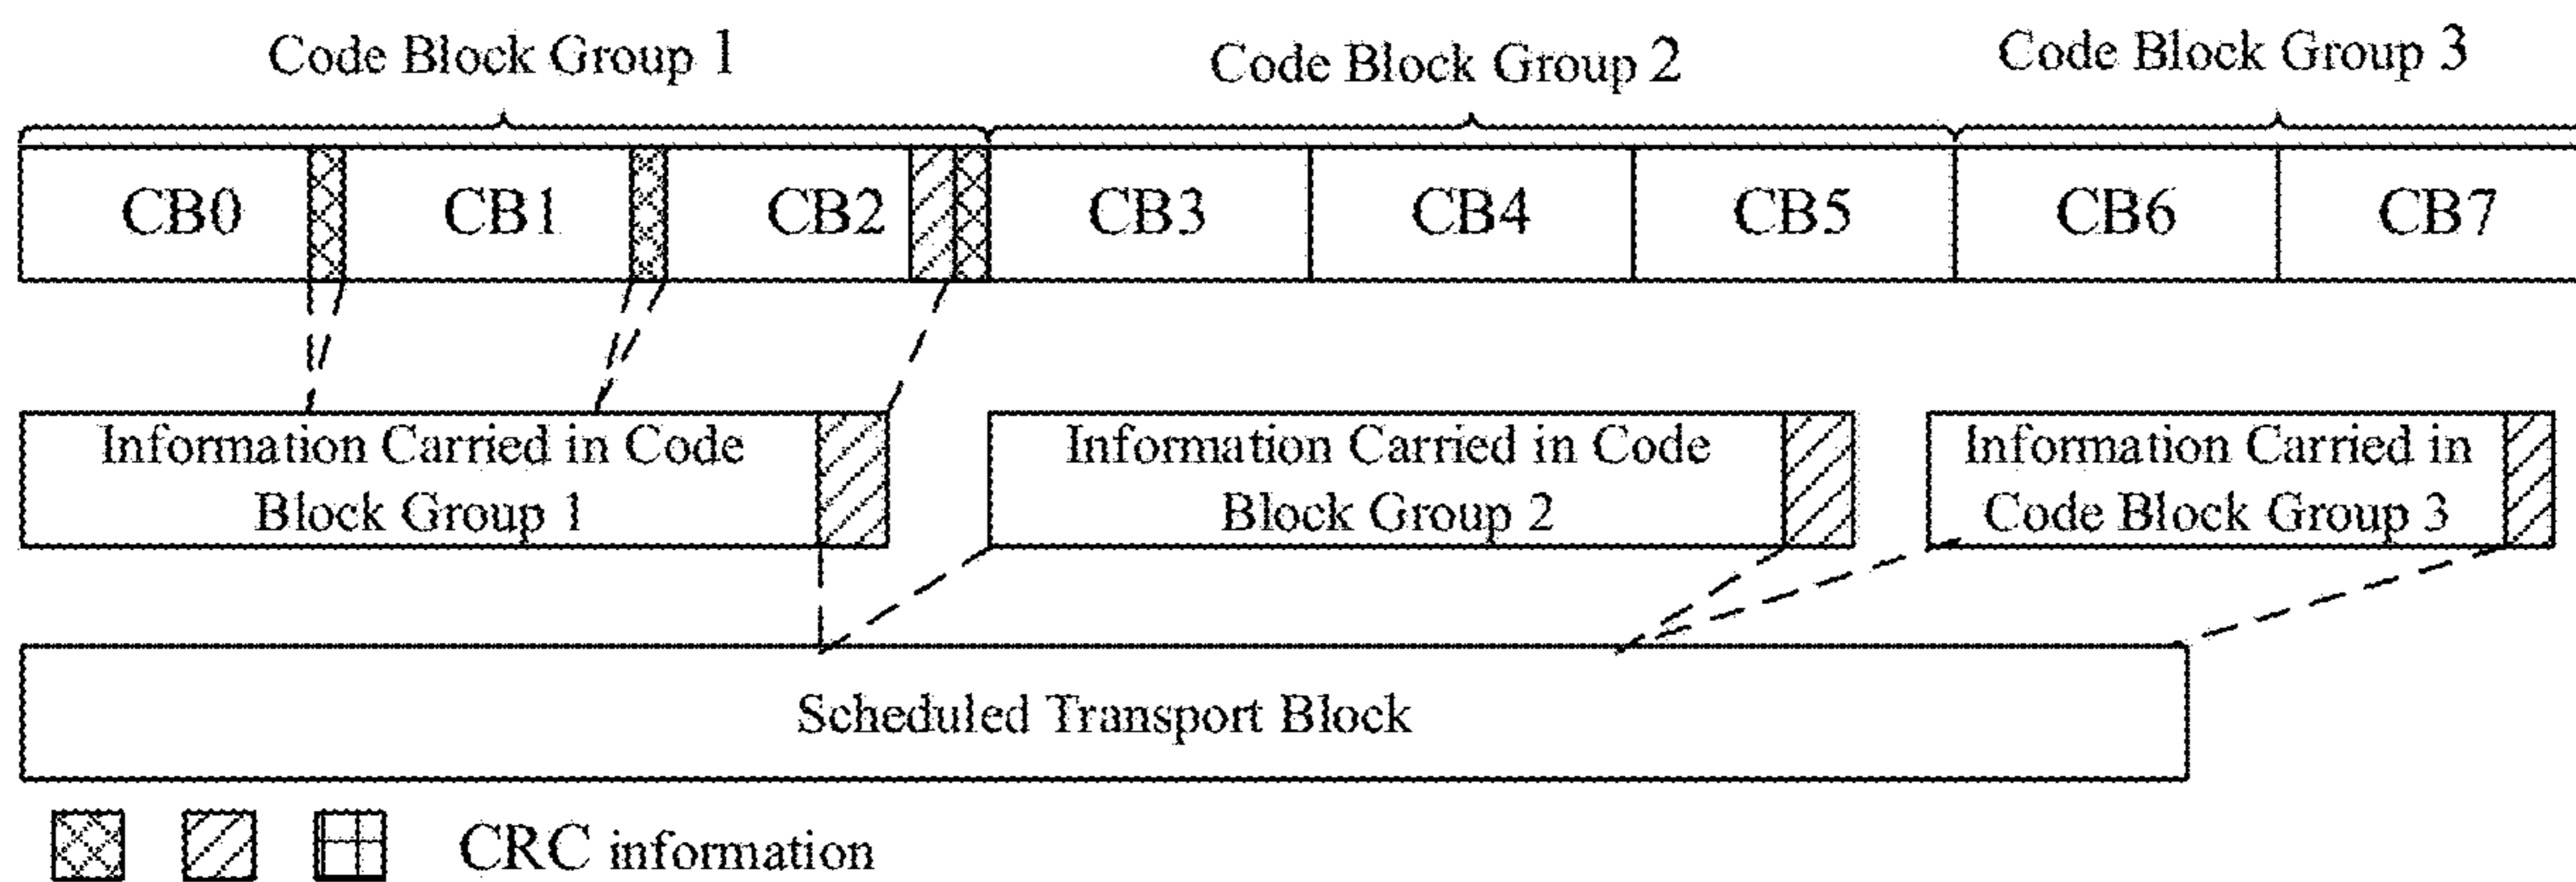 Code Block Group 1
Code Block Group 2
Code Block Group 3
CB0
CB1
CB2
CB3
CB4
CB5
CB6
CB7
Information Carried in Code
Block Group 1
Information Carried in Code
Block Group 2
Information Carried in
Code Block Group 3
Scheduled Transport Block
CRC information